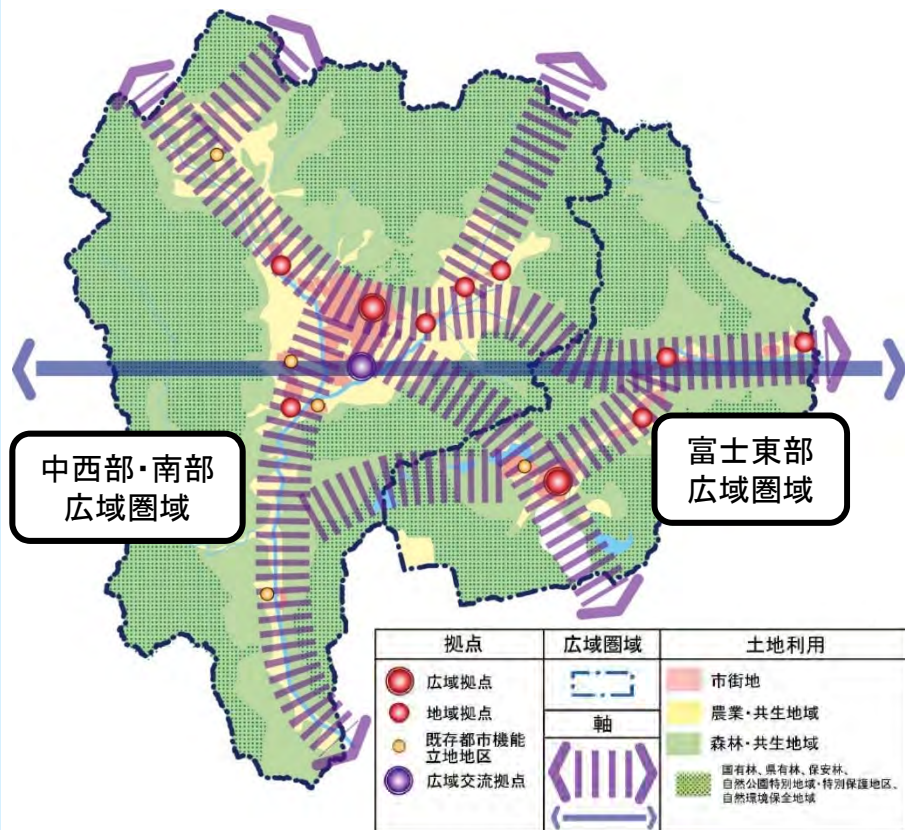 中西部・南部
広域圏域
富士東部
広域圏域
拠点
広域拠点
地域拠点
既存都市機能
立地地区
広域交流拠点
広域圏域
軸
土地利用
市街地
農業・共生地域
森林・共生地域
国有林、県有林、保安林、
自然公園特別地域・特別保護地区、
自然環境保全地域